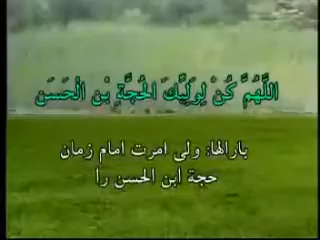 اللَّهُمَّ كُنْ لِوَلِيِّكَ الْحُجَّةِ بْنِ الْحَسَنِ
بارالها: ولی امرت امام زمان
حجة ابن الحسن را